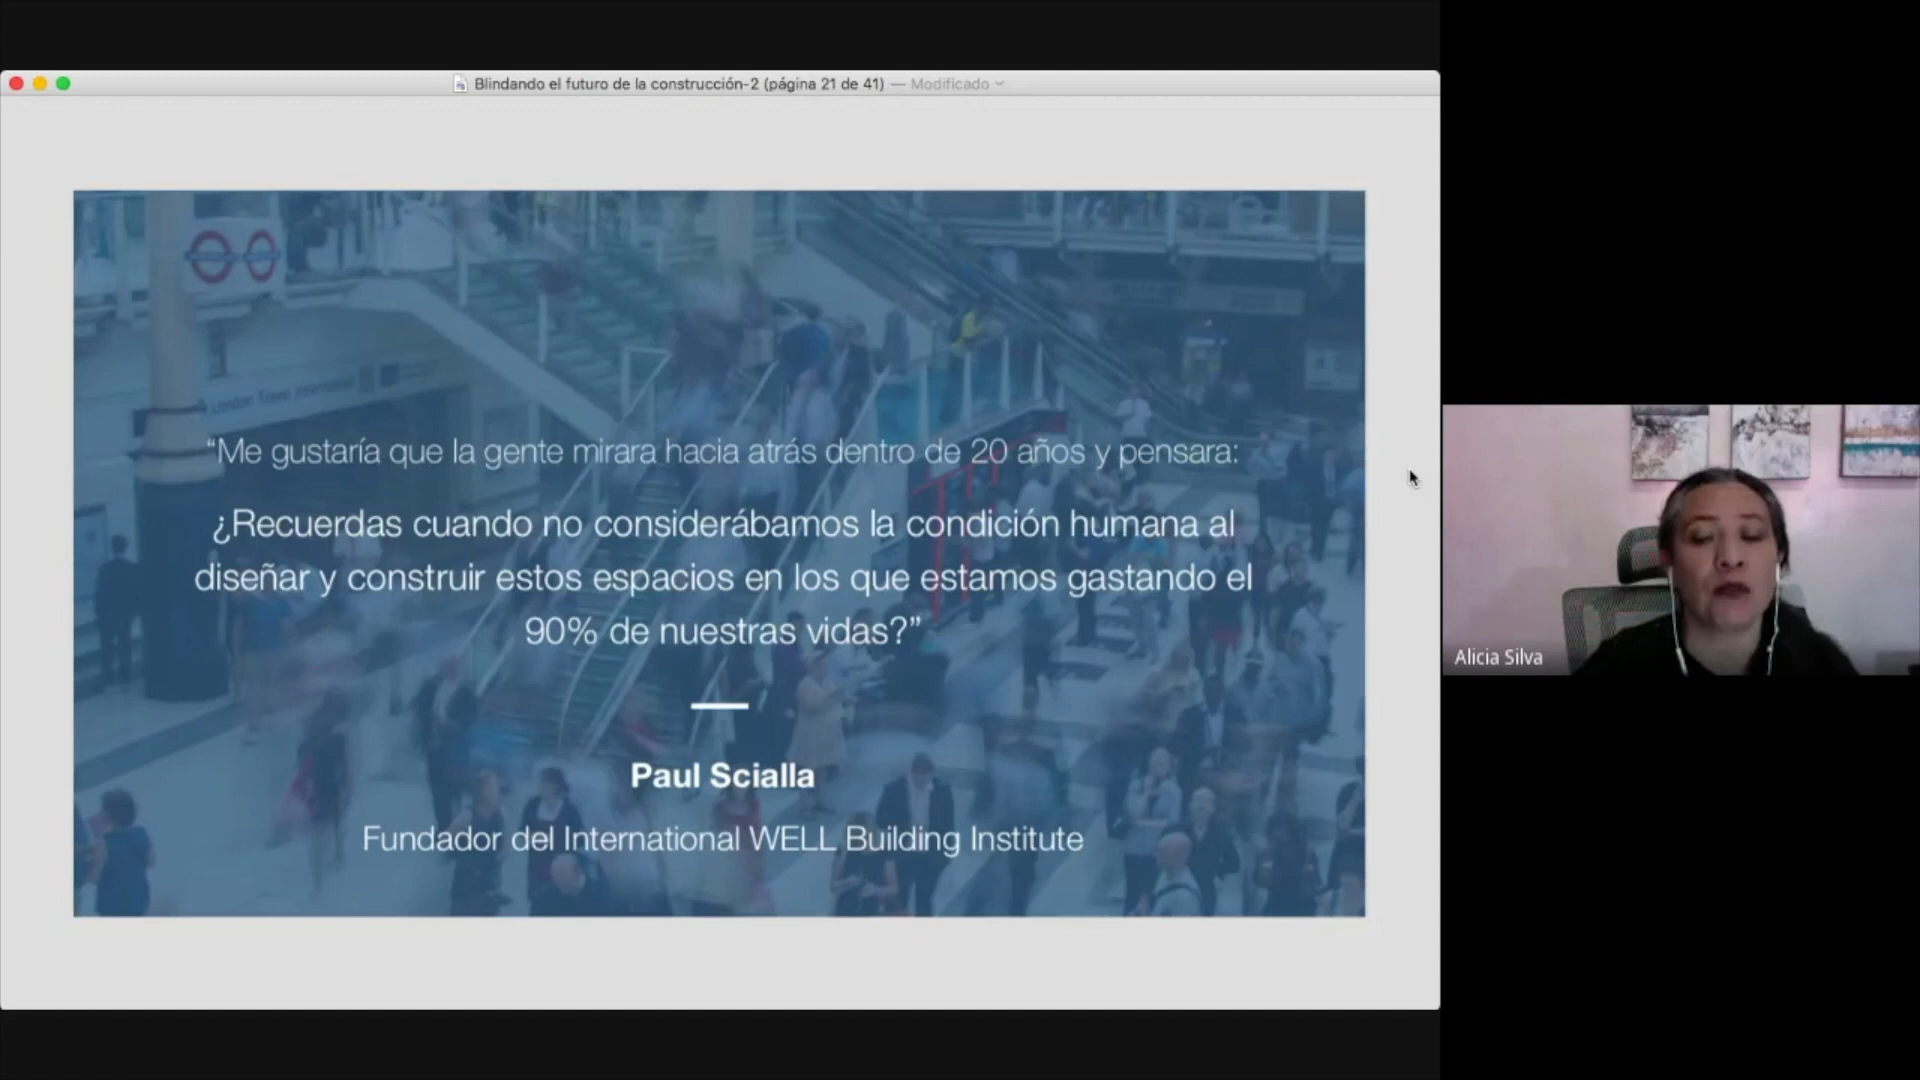 Blindando el futuro de la construcción-2 (página 21 de 41) — Modificado
London Travel Information
“Me gustaría que la gente mirara hacia atrás dentro de 20 años y pensara:
¿Recuerdas cuando no considerábamos la condición humana al
diseñar y construir estos espacios en los que estamos gastando el
90% de nuestras vidas?”
Paul Scialla
Fundador del International WELL Building Institute
Alicia Silva